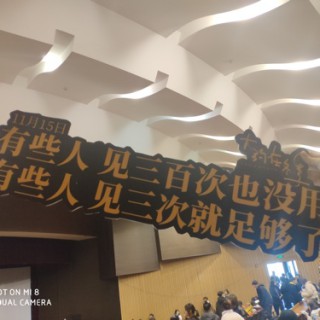 11月15日
有些人 见三百次也没用
有些人 见三次就足够了
OT ON MI 8
DUAL CAMERA